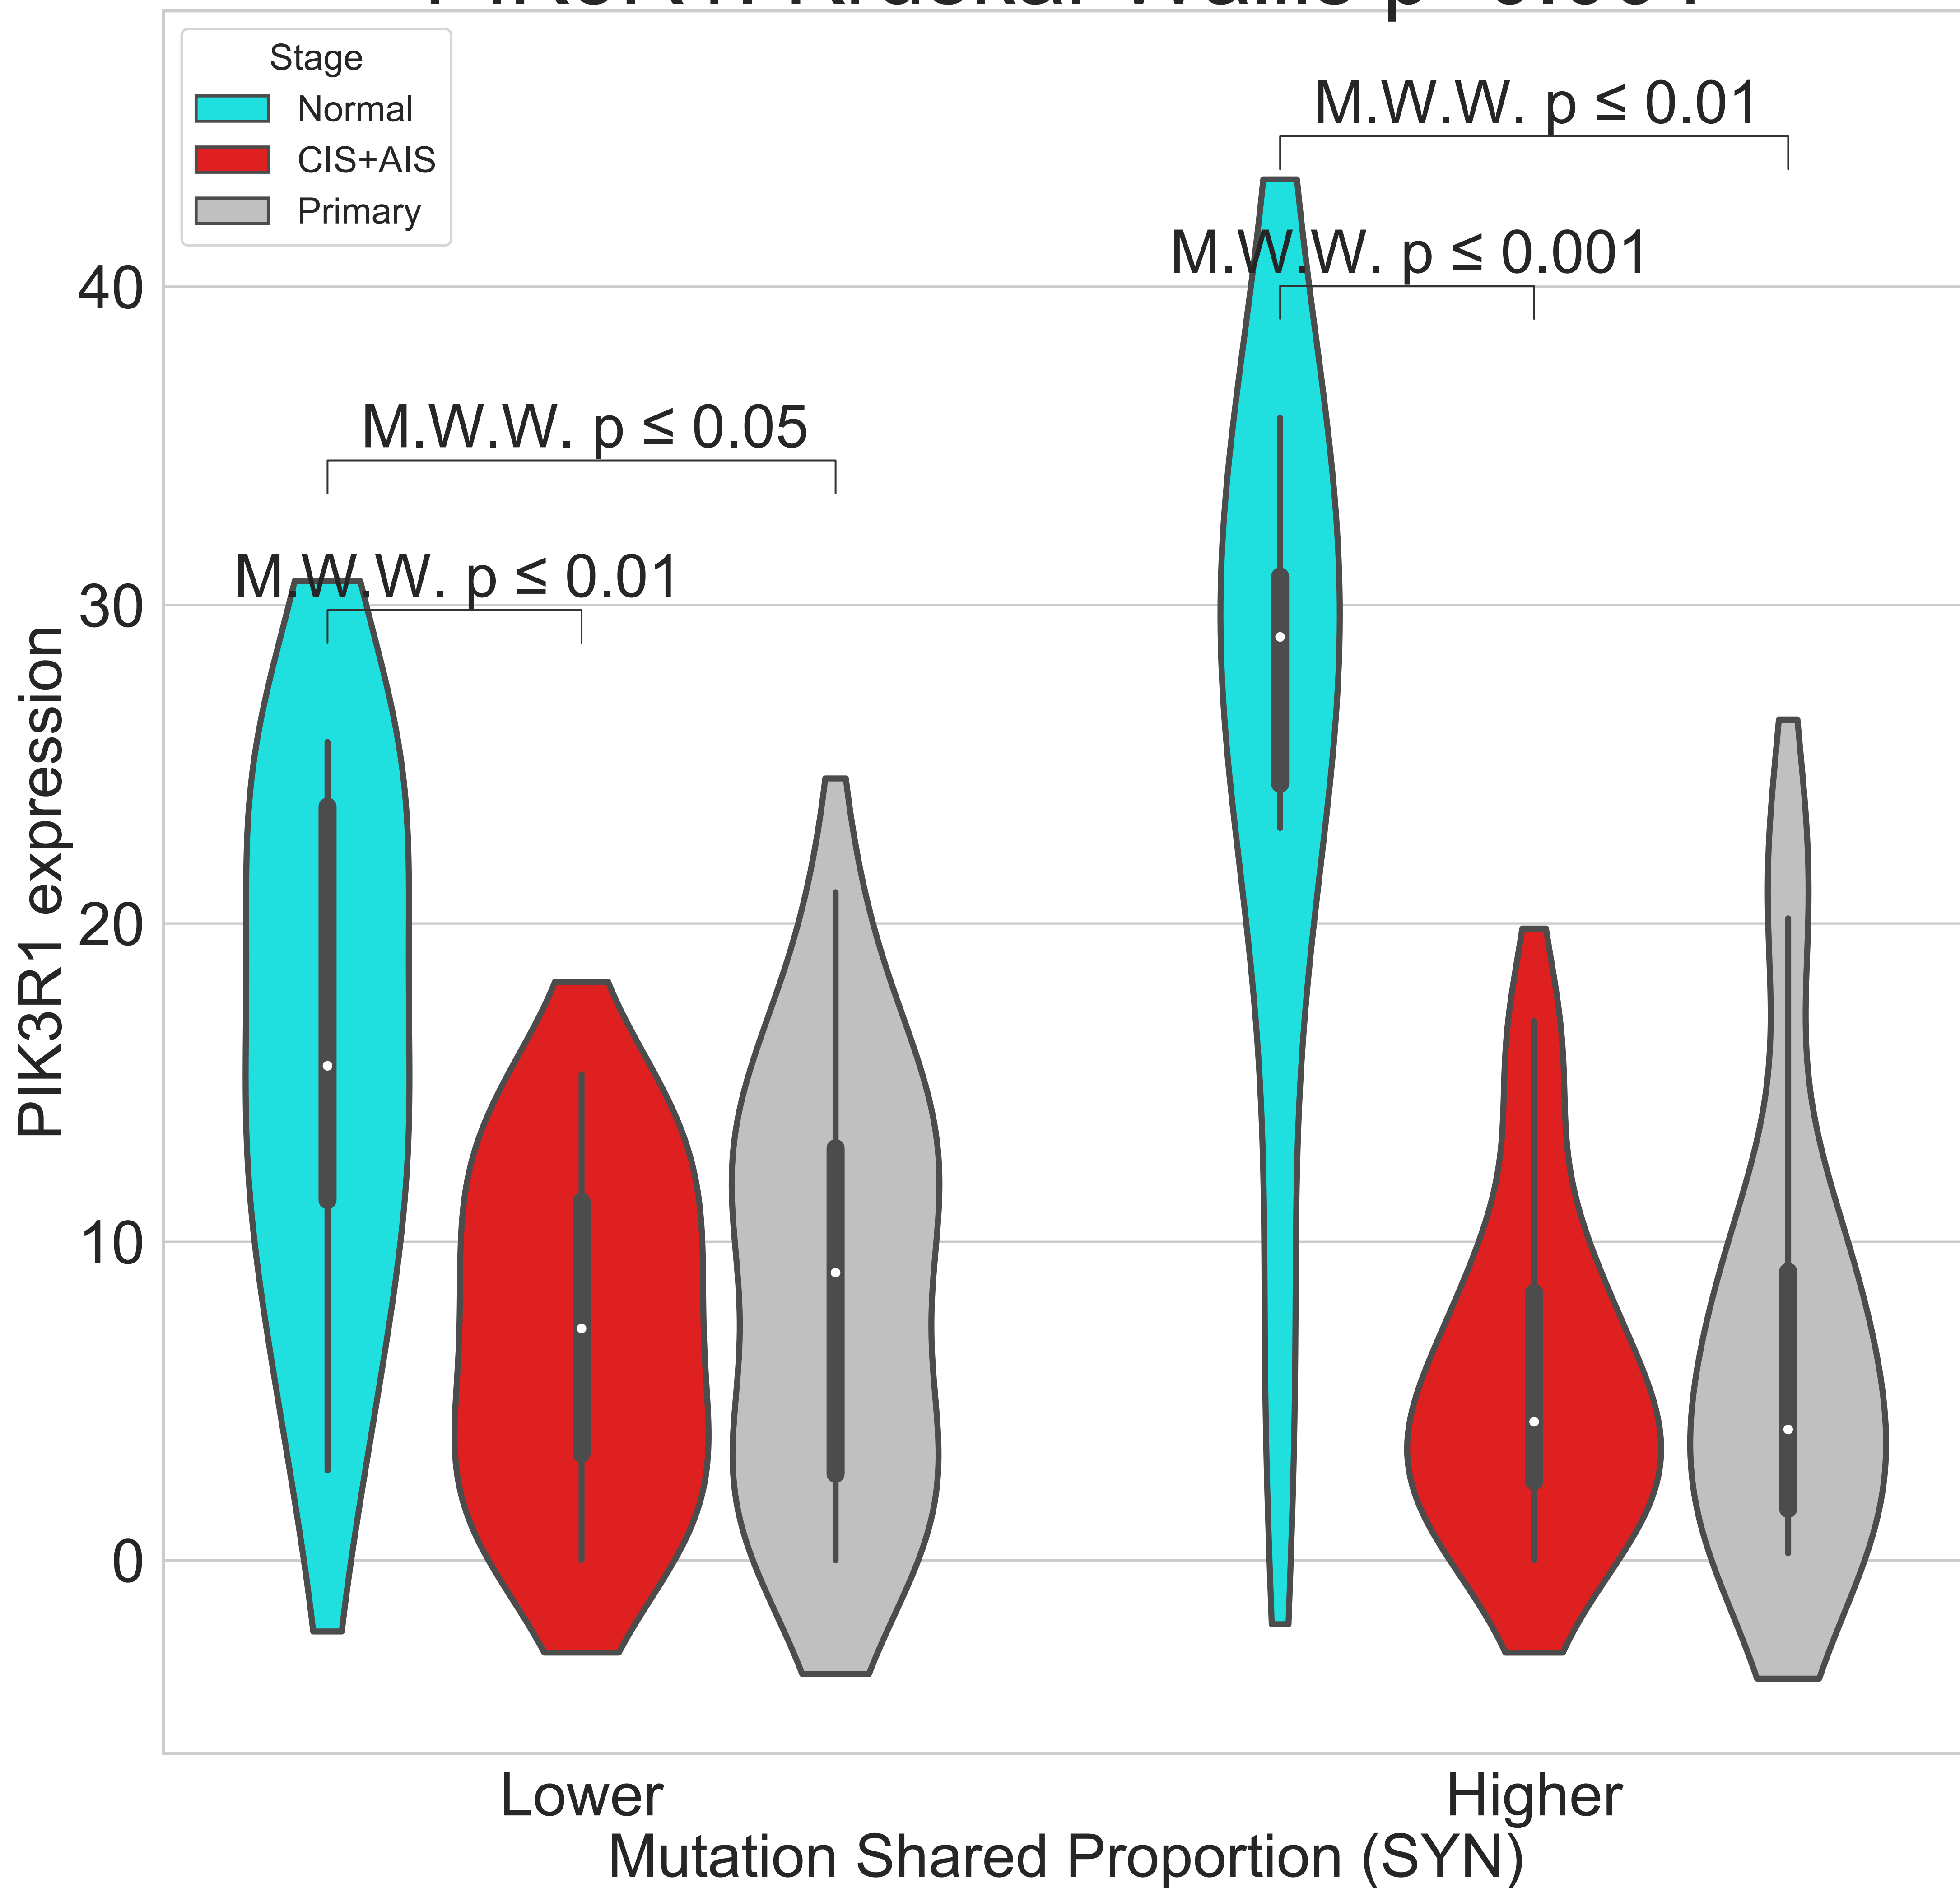 Stage
Normal
CIS+AIS
Primary
M.W.W. p ≤ 0.01
M.W.W. p ≤ 0.001
M.W.W. p ≤ 0.05
M.W.W. p ≤ 0.01
40
30
20
10
0
PIK3R1 expression
Lower
Higher
Mutation Shared Proportion (SYN)